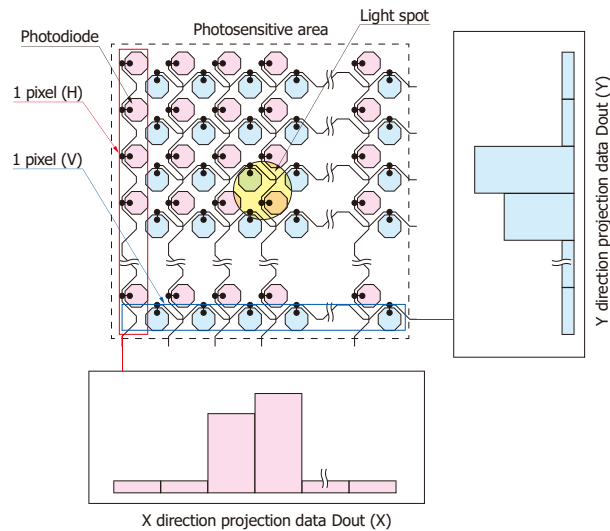 Photosensitive area
Light spot
Photodiode
1 pixel (H)
1 pixel (V)
Y direction projection data Dout (Y)
X direction projection data Dout (X)